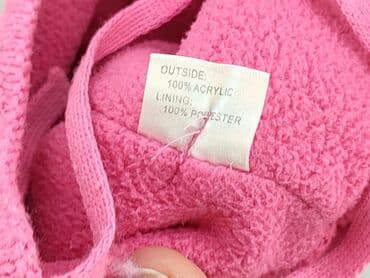 OUTSIDE:
100% ACRYLIC
LINING:
100% POLYESTER